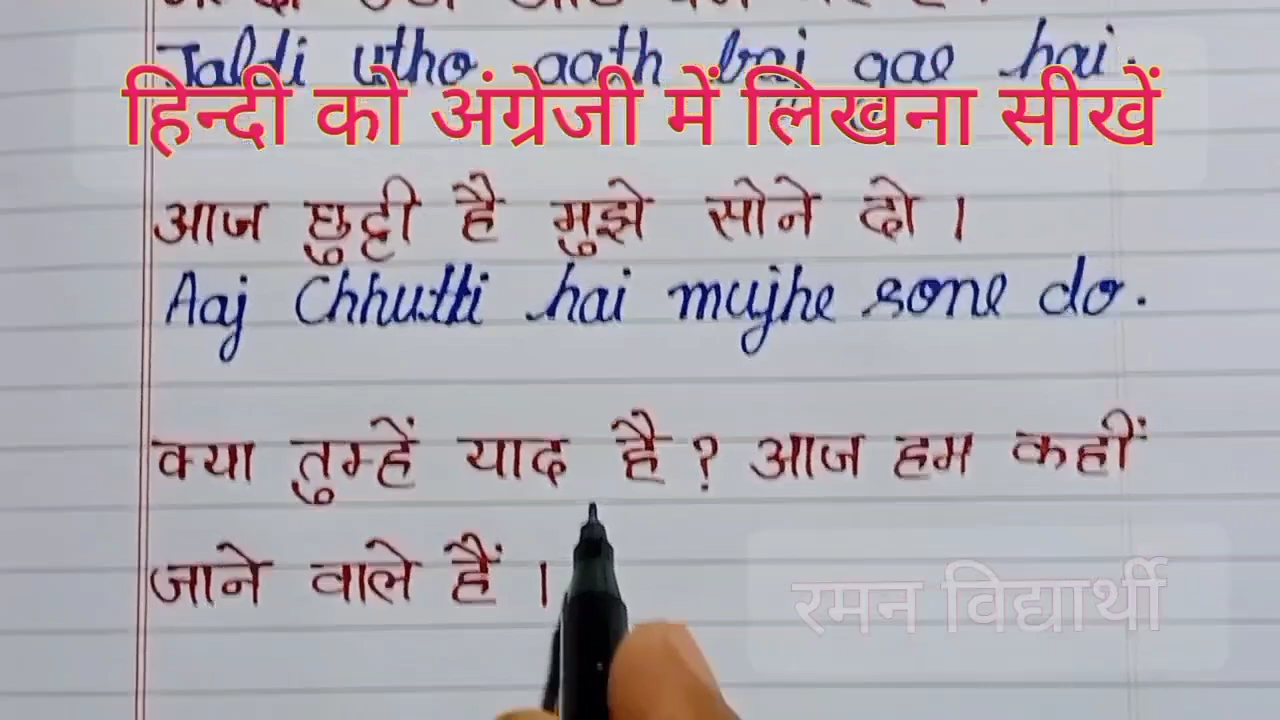 Jaldi utho aath baj gae hai.
हिन्दी को अंग्रेजी में लिखना सीखें
आज छुट्टी है मुझे सोने दो ।
Aaj Chhutti hai mujhe sone do.
क्या तुम्हें याद है ? आज हम कहीं
जाने वाले हैं ।
रमन विद्यार्थी